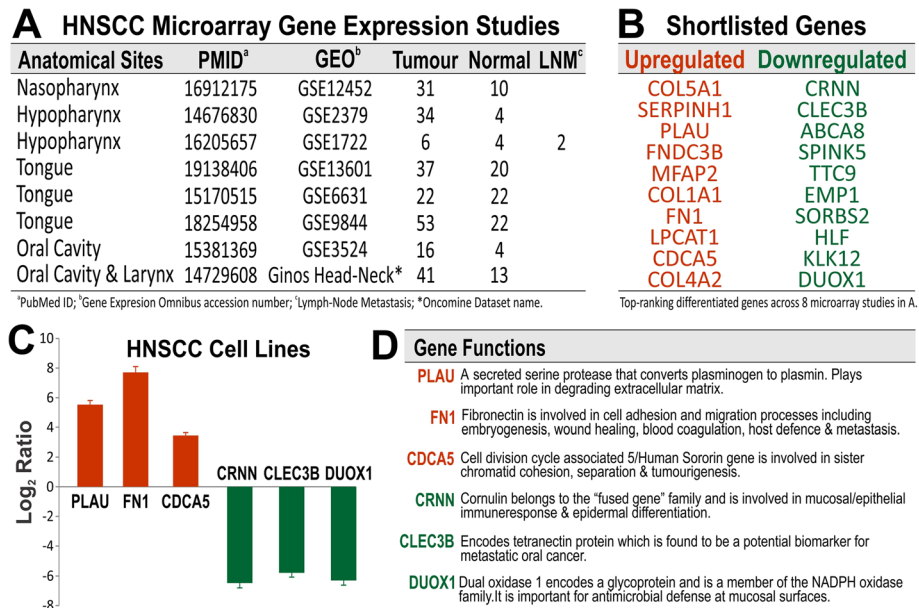 A HNSCC Microarray Gene Expression Studies
Anatomical Sites PMIDa GEOb Tumour Normal LNMc
Nasopharynx 16912175 GSE12452 31 10
Hypopharynx 14676830 GSE2379 34 4
Hypopharynx 16205657 GSE1722 6 4 2
Tongue 19138406 GSE13601 37 20
Tongue 15170515 GSE6631 22 22
Tongue 18254958 GSE9844 53 22
Oral Cavity 15381369 GSE3524 16 4
Oral Cavity & Larynx 14729608 Ginos Head-Neck* 41 13
aPubMed ID; bGene Expresion Omnibus accession number; cLymph-Node Metastasis; *Oncomine Dataset name.
B Shortlisted Genes
Upregulated Downregulated
COL5A1 CRNN
SERPINH1 CLEC3B
PLAU ABCA8
FNDC3B SPINK5
MFAP2 TTC9
COL1A1 EMP1
FN1 SORBS2
LPCAT1 HLF
CDCA5 KLK12
COL4A2 DUOX1
Top-ranking differentiated genes across 8 microarray studies in A.
C HNSCC Cell Lines
Log2 Ratio
10
8
6
4
2
0
-2
-4
-6
-8
CRNN CLEC3B DUOX1
PLAU FN1 CDCA5
D Gene Functions
PLAU A secreted serine protease that converts plasminogen to plasmin. Plays
important role in degrading extracellular matrix.
FN1 Fibronectin is involved in cell adhesion and migration processes including
embryogenesis, wound healing, blood coagulation, host defence & metastasis.
CDCA5 Cell division cycle associated 5/Human Sororin gene is involved in sister
chromatid cohesion, separation & tumourigenesis.
CRNN Cornulin belongs to the “fused gene” family and is involved in mucosal/epithelial
immuneresponse & epidermal differentiation.
CLEC3B Encodes tetranectin protein which is found to be a potential biomarker for
metastatic oral cancer.
DUOX1 Dual oxidase 1 encodes a glycoprotein and is a member of the NADPH oxidase
family.It is important for antimicrobial defense at mucosal surfaces.